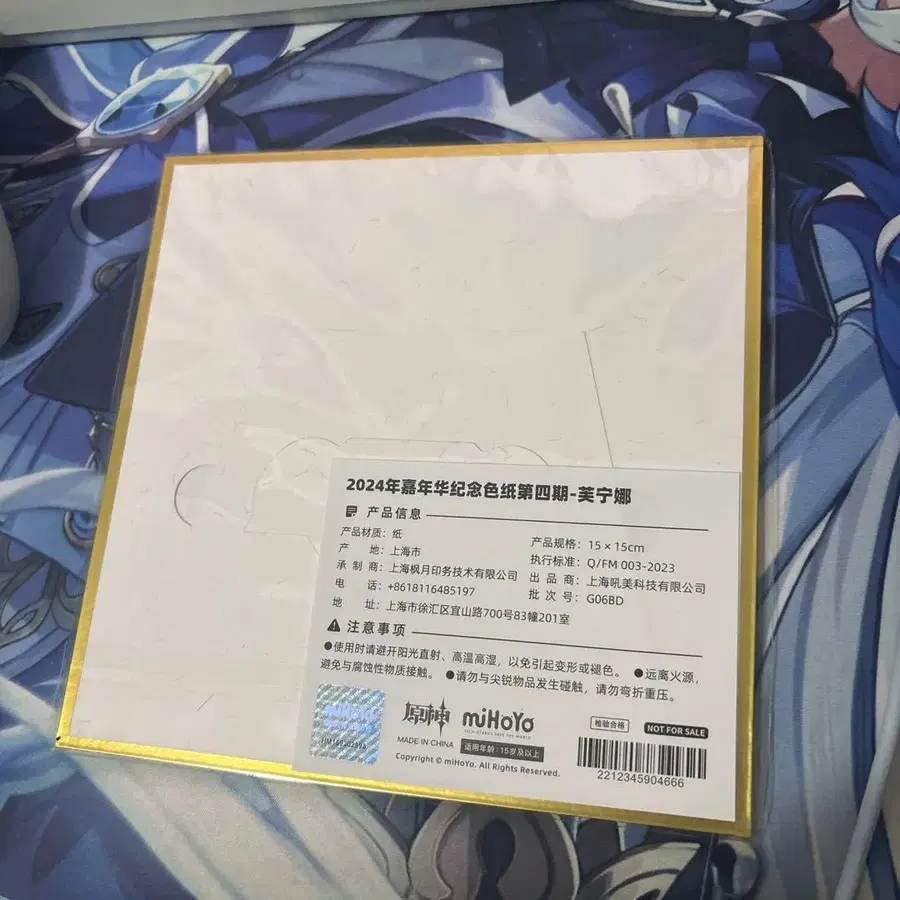 2024年嘉年华纪念色纸第四期-芙宁娜
产品信息
产品材质：纸
产品规格：15×15cm
产 地：上海市
执行标准：Q/FM 003-2023
承 制 商：上海枫月印务技术有限公司
出 品 商：上海吼美科技有限公司
电 话：+8618116485197
批 次 号：G06BD
地 址：上海市徐汇区宜山路700号83幢201室
注意事项
●使用时请避开阳光直射、高温高湿，以免引起变形或褪色。 ●远离火源，
避免与腐蚀性物质接触。 ●请勿与尖锐物品发生碰触，请勿弯折重压。
原神 miHoYo
TECH OTAKUS SAVE THE WORLD
检验合格
NOT FOR SALE
MADE IN CHINA 适用年龄：15岁及以上
Copyright © miHoYo. All Rights Reserved.
2212345904666